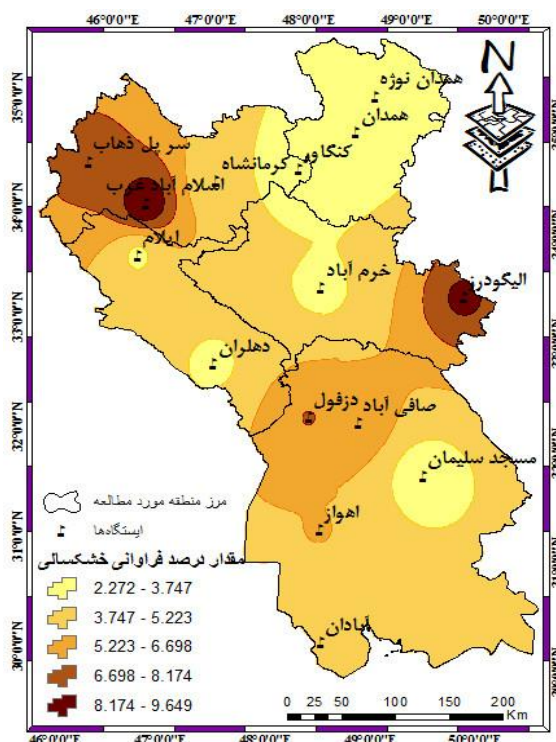 46°0'0"E 47°0'0"E 48°0'0"E 49°0'0"E 50°0'0"E
N
همدان نوژه
همدان
کنگاور
کرمانشاه
سر پل ذهاب
اسلام آباد غرب
ایلام
خرم آباد
الیگودرز
دهلران
دزفول
صافی آباد
مسجد سلیمان
اهواز
آبادان
35°0'0"N
34°0'0"N
33°0'0"N
32°0'0"N
31°0'0"N
30°0'0"N
مرز منطقه مورد مطالعه
ایستگاه‌ها
مقدار درصد فراوانی خشکسالی
2.272 - 3.747
3.747 - 5.223
5.223 - 6.698
6.698 - 8.174
8.174 - 9.649
0 25 50 100 150 200
Km
46°0'0"E 47°0'0"E 48°0'0"E 49°0'0"E 50°0'0"E